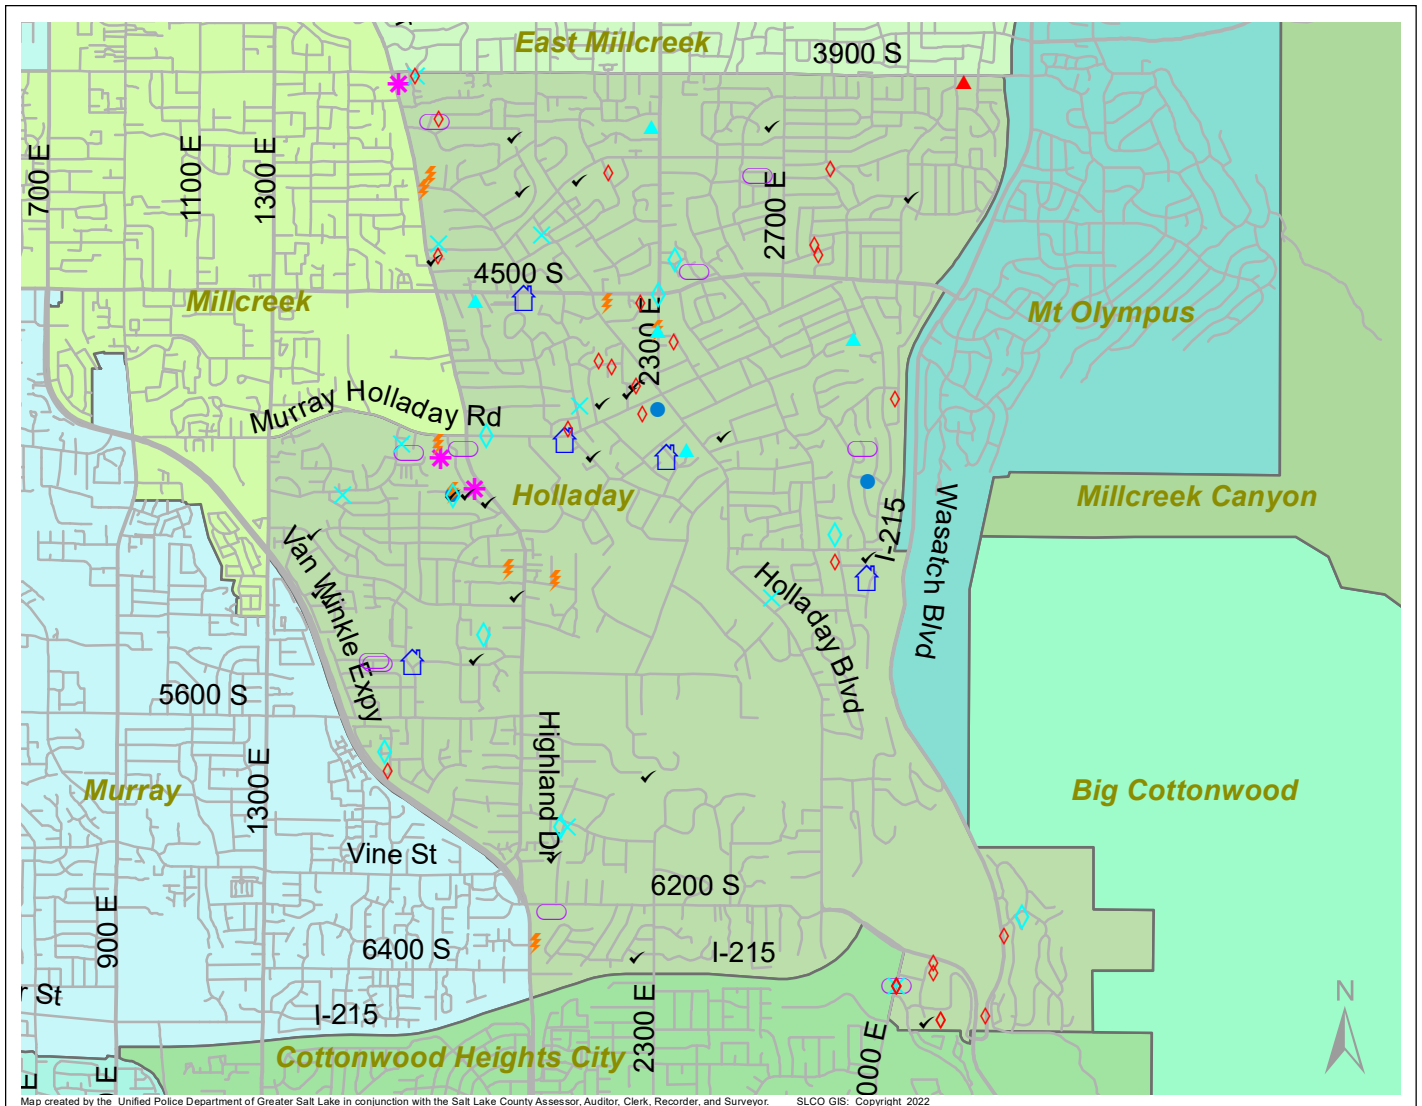 East Millcreek
3900 S
700 E
1100 E
1300 E
2700 E
4500 S
Millcreek
Mt Olympus
2300 E
Murray Holladay Rd
Holladay
Millcreek Canyon
I-215
Wasatch Blvd
Van Winkle Expy
Holladay Blvd
5600 S
Highland Dr
Murray
1300 E
Big Cottonwood
Vine St
6200 S
900 E
6400 S
I-215
r St
I-215
2300 E
N
Cottonwood Heights City
000 E
E
E
Map created by the Unified Police Department of Greater Salt Lake in conjunction with the Salt Lake County Assessor, Auditor, Clerk, Recorder, and Surveyor. SLCO GIS: Copyright 2022